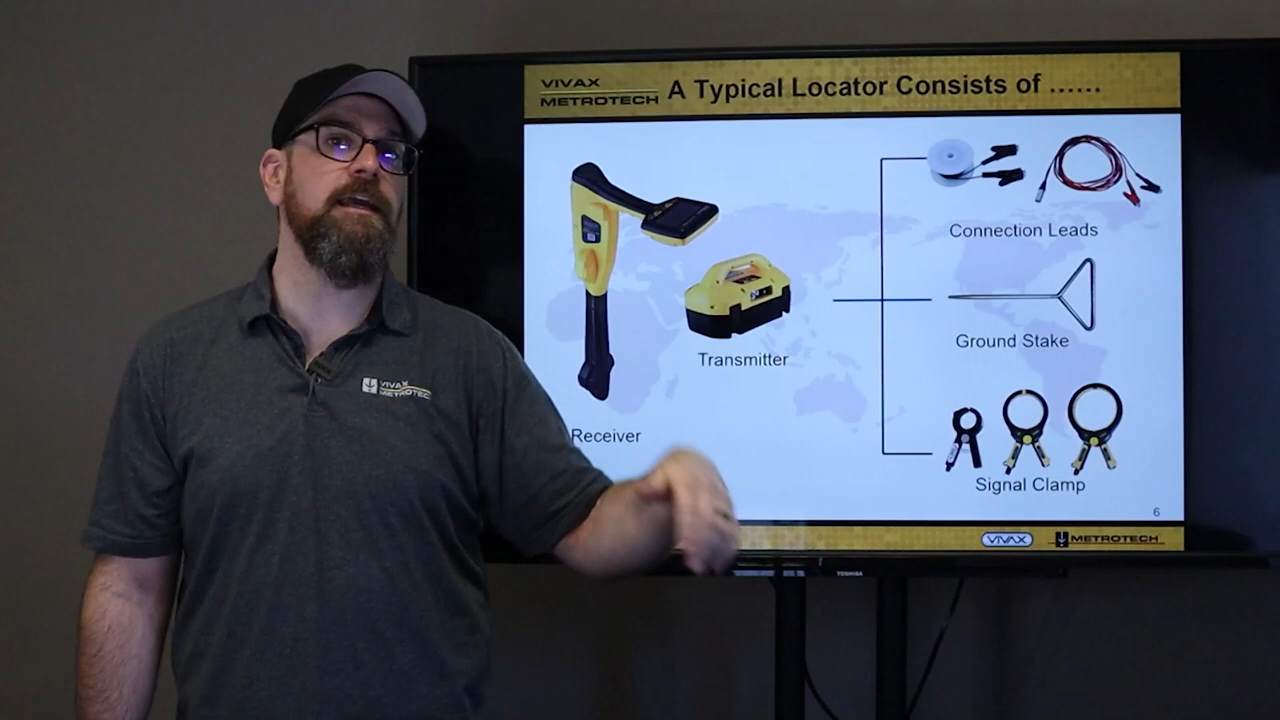 VIVAX
METROTECH
A Typical Locator Consists of ......
Connection Leads
Ground Stake
Transmitter
Receiver
Signal Clamp
6
VIVAX
METROTECH
TOSHIBA
VIVAX
METROTEC